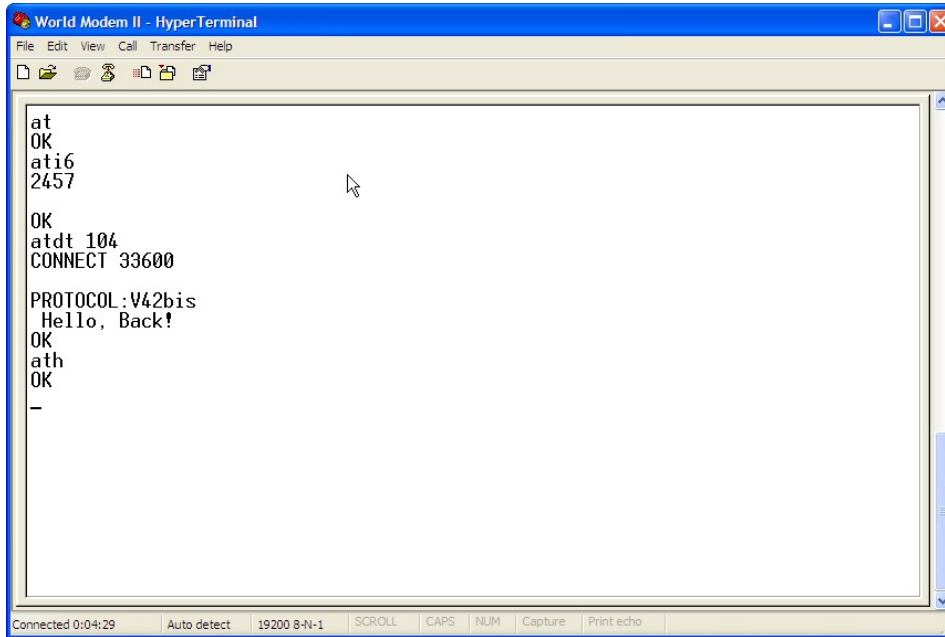 World Modem II - HyperTerminal
File Edit View Call Transfer Help
at
OK
ati6
2457
OK
atdt 104
CONNECT 33600
PROTOCOL:V42bis
Hello, Back!
OK
ath
OK
Connected 0:04:29 Auto detect 19200 8-N-1 SCROLL CAPS NUM Capture Print echo